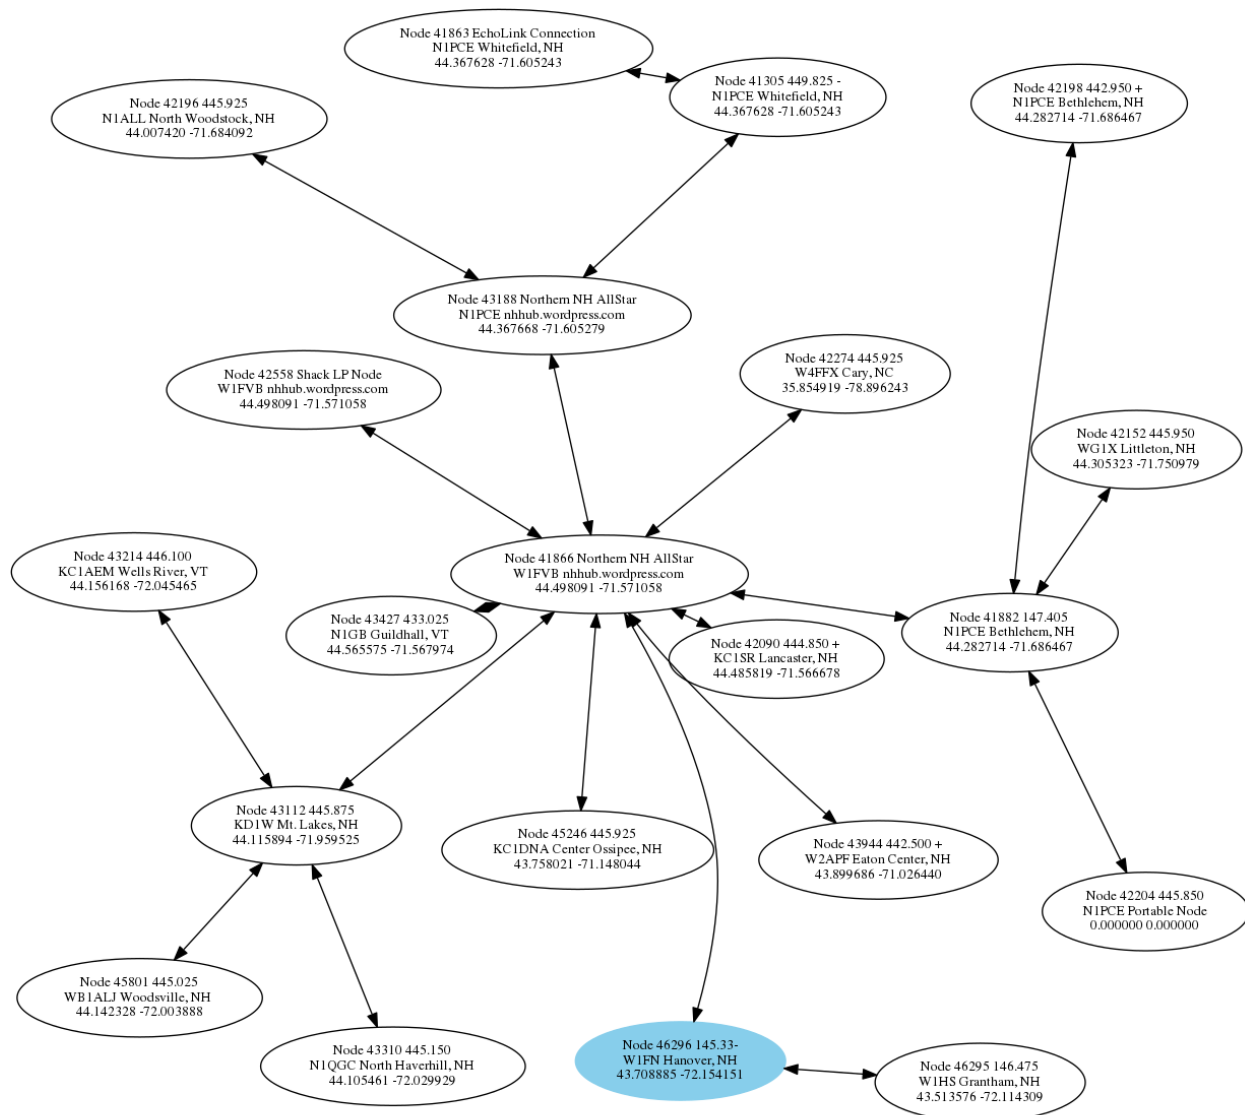 Node 41863 EchoLink Connection
N1PCE Whitefield, NH
44.367628 -71.605243
Node 41305 449.825 -
N1PCE Whitefield, NH
44.367628 -71.605243
Node 42198 442.950 +
N1PCE Bethlehem, NH
44.282714 -71.686467
Node 42196 445.925
N1ALL North Woodstock, NH
44.007420 -71.684092
Node 43188 Northern NH AllStar
N1PCE nhhub.wordpress.com
44.367668 -71.605279
Node 42558 Shack LP Node
W1FVB nhhub.wordpress.com
44.498091 -71.571058
Node 42274 445.925
W4FFX Cary, NC
35.854919 -78.896243
Node 42152 445.950
WG1X Littleton, NH
44.305323 -71.750979
Node 43214 446.100
KC1AEM Wells River, VT
44.156168 -72.045465
Node 41866 Northern NH AllStar
W1FVB nhhub.wordpress.com
44.498091 -71.571058
Node 43427 433.025
N1GB Guildhall, VT
44.565575 -71.567974
Node 42090 444.850 +
KC1SR Lancaster, NH
44.485819 -71.566678
Node 41882 147.405
N1PCE Bethlehem, NH
44.282714 -71.686467
Node 43112 445.875
KD1W Mt. Lakes, NH
44.115894 -71.959525
Node 45246 445.925
KC1DNA Center Ossipee, NH
43.758021 -71.148044
Node 43944 442.500 +
W2APF Eaton Center, NH
43.899686 -71.026440
Node 42204 445.850
N1PCE Portable Node
0.000000 0.000000
Node 45801 445.025
WB1ALJ Woodsville, NH
44.142328 -72.003888
Node 43310 445.150
N1QGC North Haverhill, NH
44.105461 -72.029929
Node 46296 145.33-
W1FN Hanover, NH
43.708885 -72.154151
Node 46295 146.475
W1HS Grantham, NH
43.513576 -72.114309